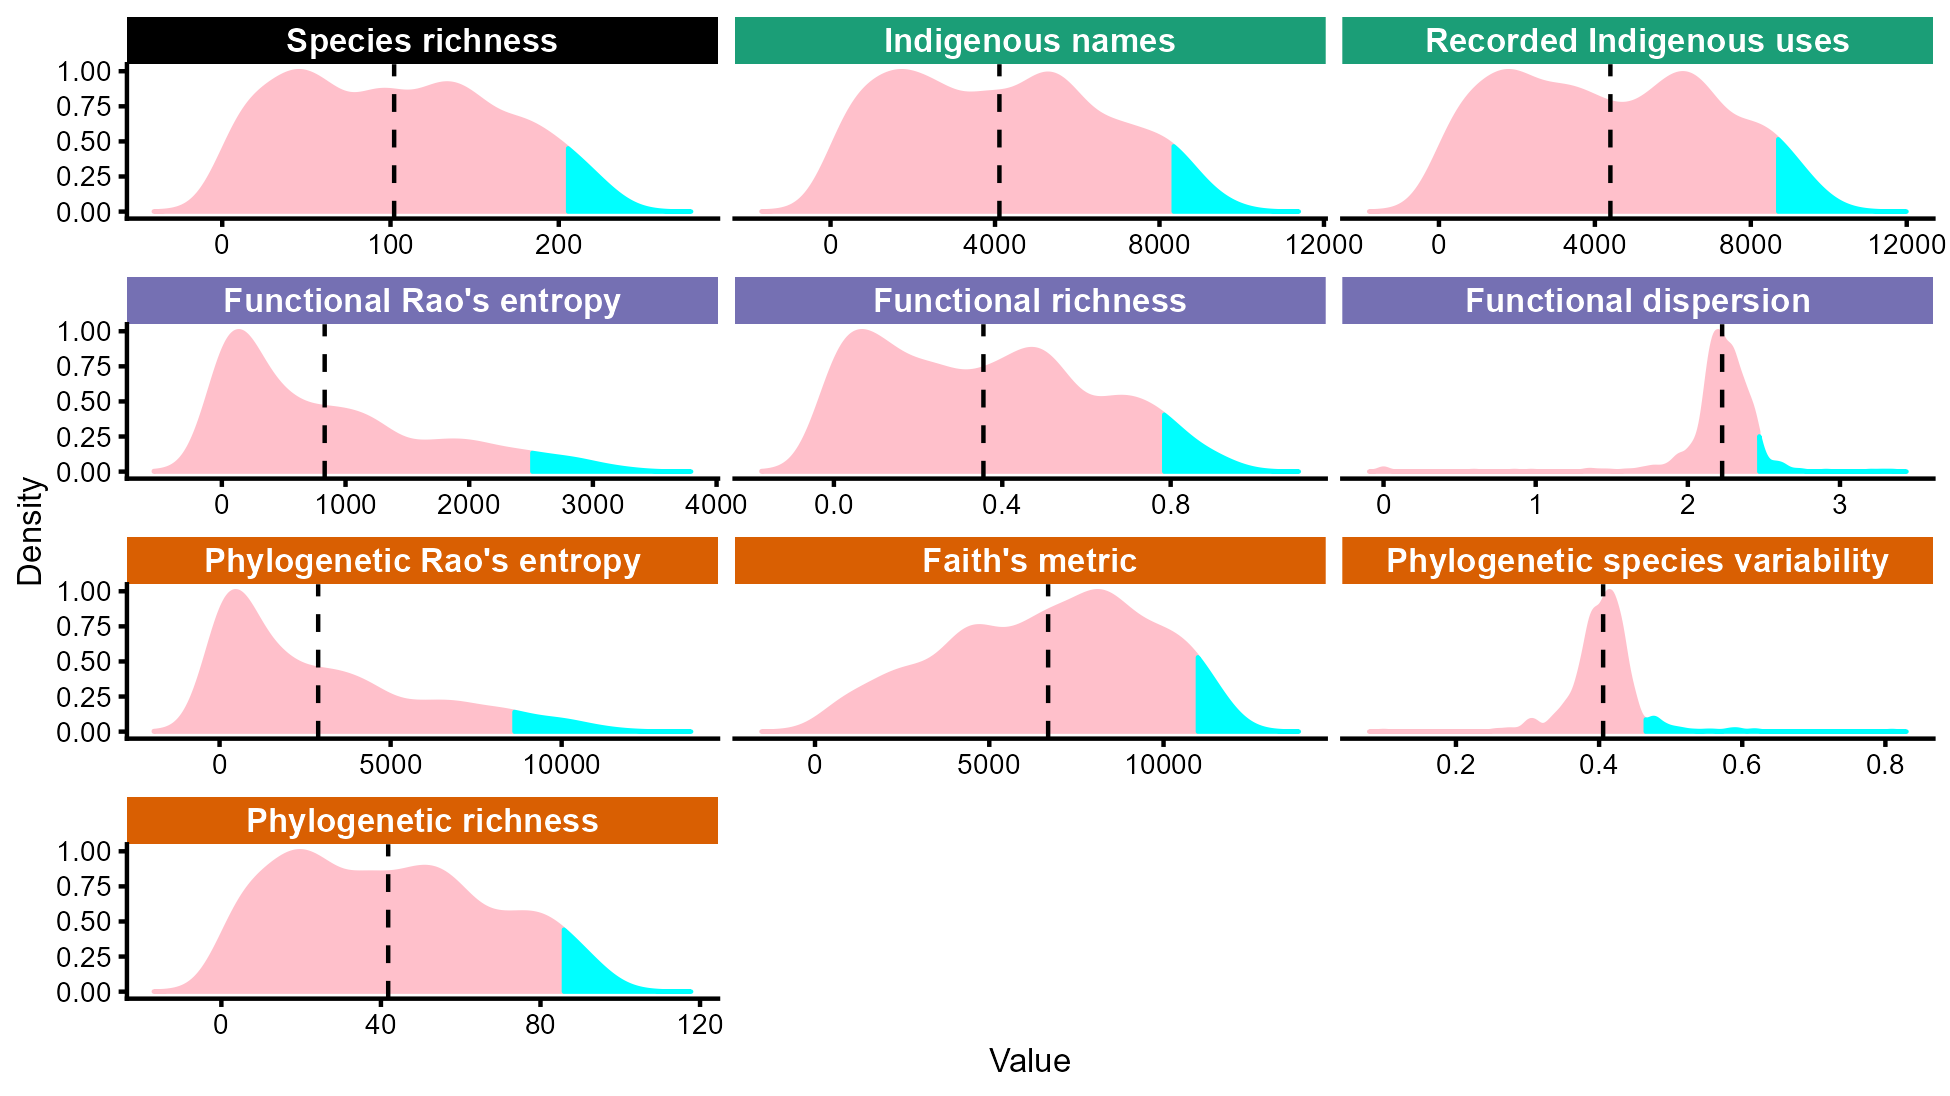 Species richness
Indigenous names
Recorded Indigenous uses
1.00
0.75
0.50
0.25
0.00
0 100 200
0 4000 8000 12000
0 4000 8000 12000
Functional Rao's entropy
Functional richness
Functional dispersion
1.00
0.75
0.50
0.25
0.00
0 1000 2000 3000 4000
0.0 0.4 0.8
0 1 2 3
Density
Phylogenetic Rao's entropy
Faith's metric
Phylogenetic species variability
1.00
0.75
0.50
0.25
0.00
0 5000 10000
0 5000 10000
0.2 0.4 0.6 0.8
Phylogenetic richness
1.00
0.75
0.50
0.25
0.00
0 40 80 120
Value